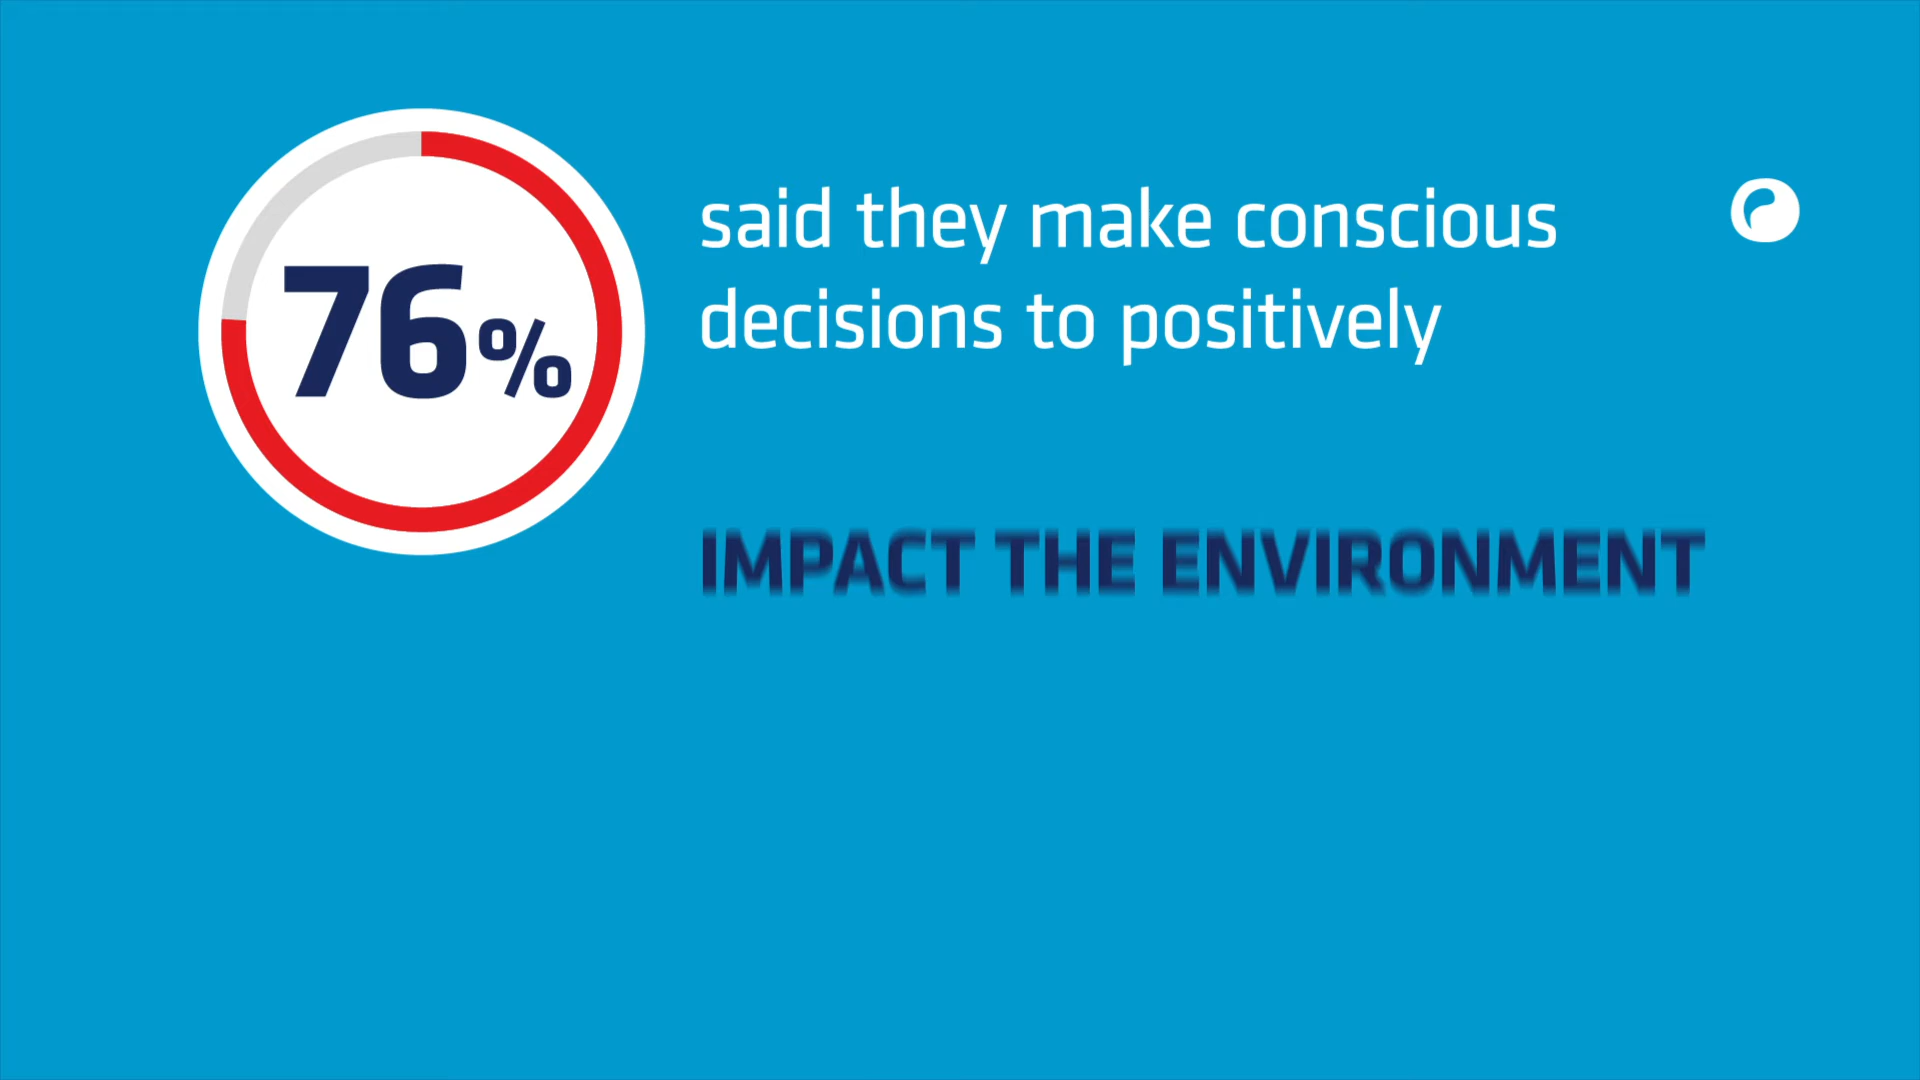 76%
said they make conscious
decisions to positively
IMPACT THE ENVIRONMENT